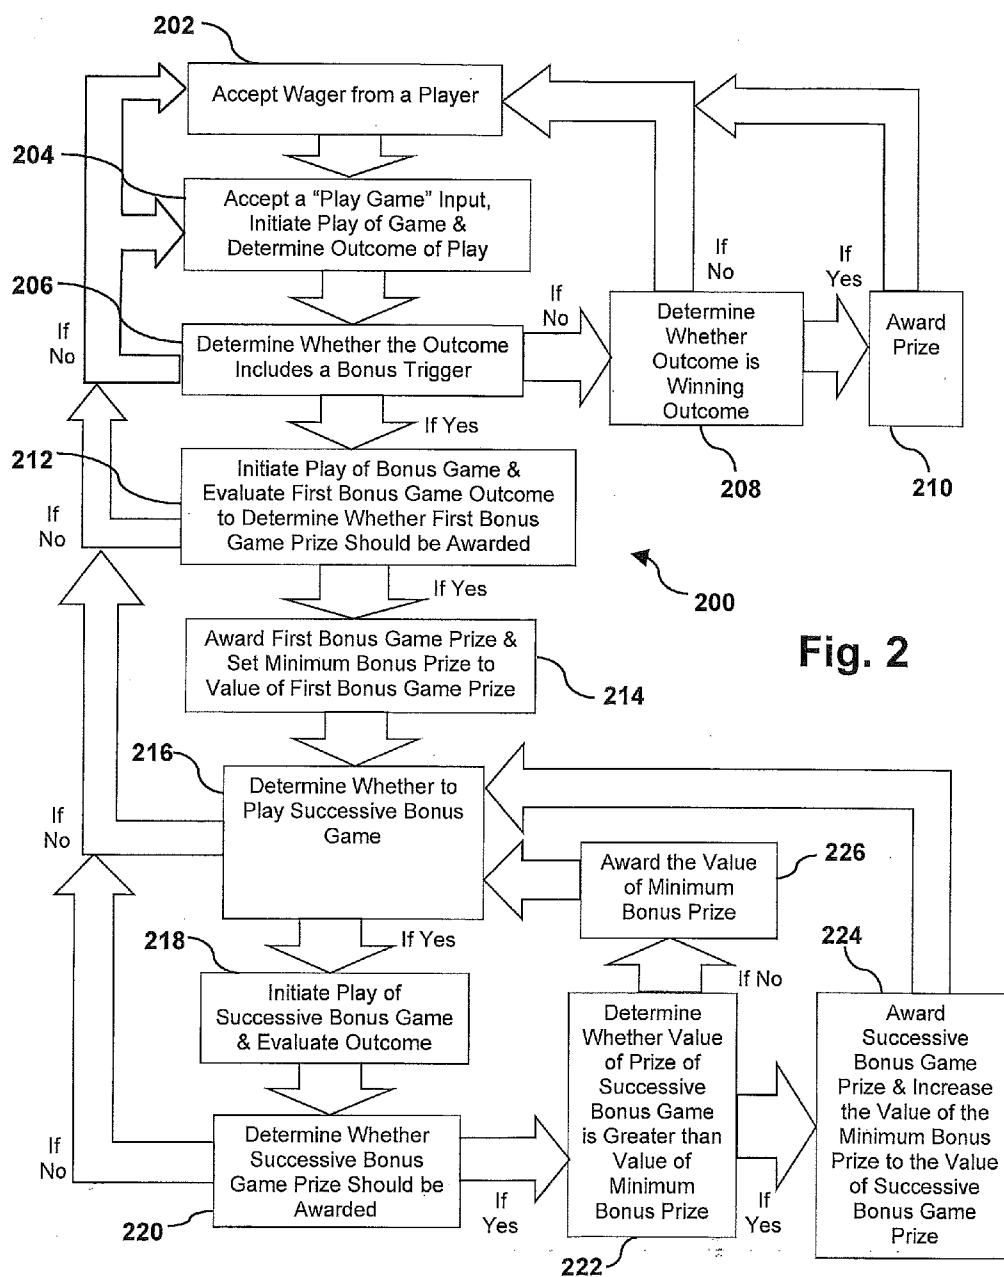 202
Accept Wager from a Player
204
Accept a “Play Game” Input,
Initiate Play of Game &
Determine Outcome of Play
206
If
No
Determine Whether the Outcome
Includes a Bonus Trigger
If
No
If
No
If
Yes
Determine
Whether
Outcome is
Winning
Outcome
Award
Prize
208
210
If Yes
212
If
No
Initiate Play of Bonus Game &
Evaluate First Bonus Game Outcome
to Determine Whether First Bonus
Game Prize Should be Awarded
If Yes
200
Fig. 2
Award First Bonus Game Prize &
Set Minimum Bonus Prize to
Value of First Bonus Game Prize
214
216
Determine Whether to
Play Successive Bonus
Game
If
No
Award the Value
of Minimum
Bonus Prize
226
If Yes
218
224
If No
Initiate Play of
Successive Bonus Game
& Evaluate Outcome
Determine
Whether Value
of Prize of
Successive
Bonus Game
is Greater than
Value of
Minimum
Bonus Prize
Award
Successive
Bonus Game
Prize & Increase
the Value of the
Minimum Bonus
Prize to the Value
of Successive
Bonus Game
Prize
If
No
Determine Whether
Successive Bonus
Game Prize Should be
Awarded
If
Yes
If
Yes
220
222